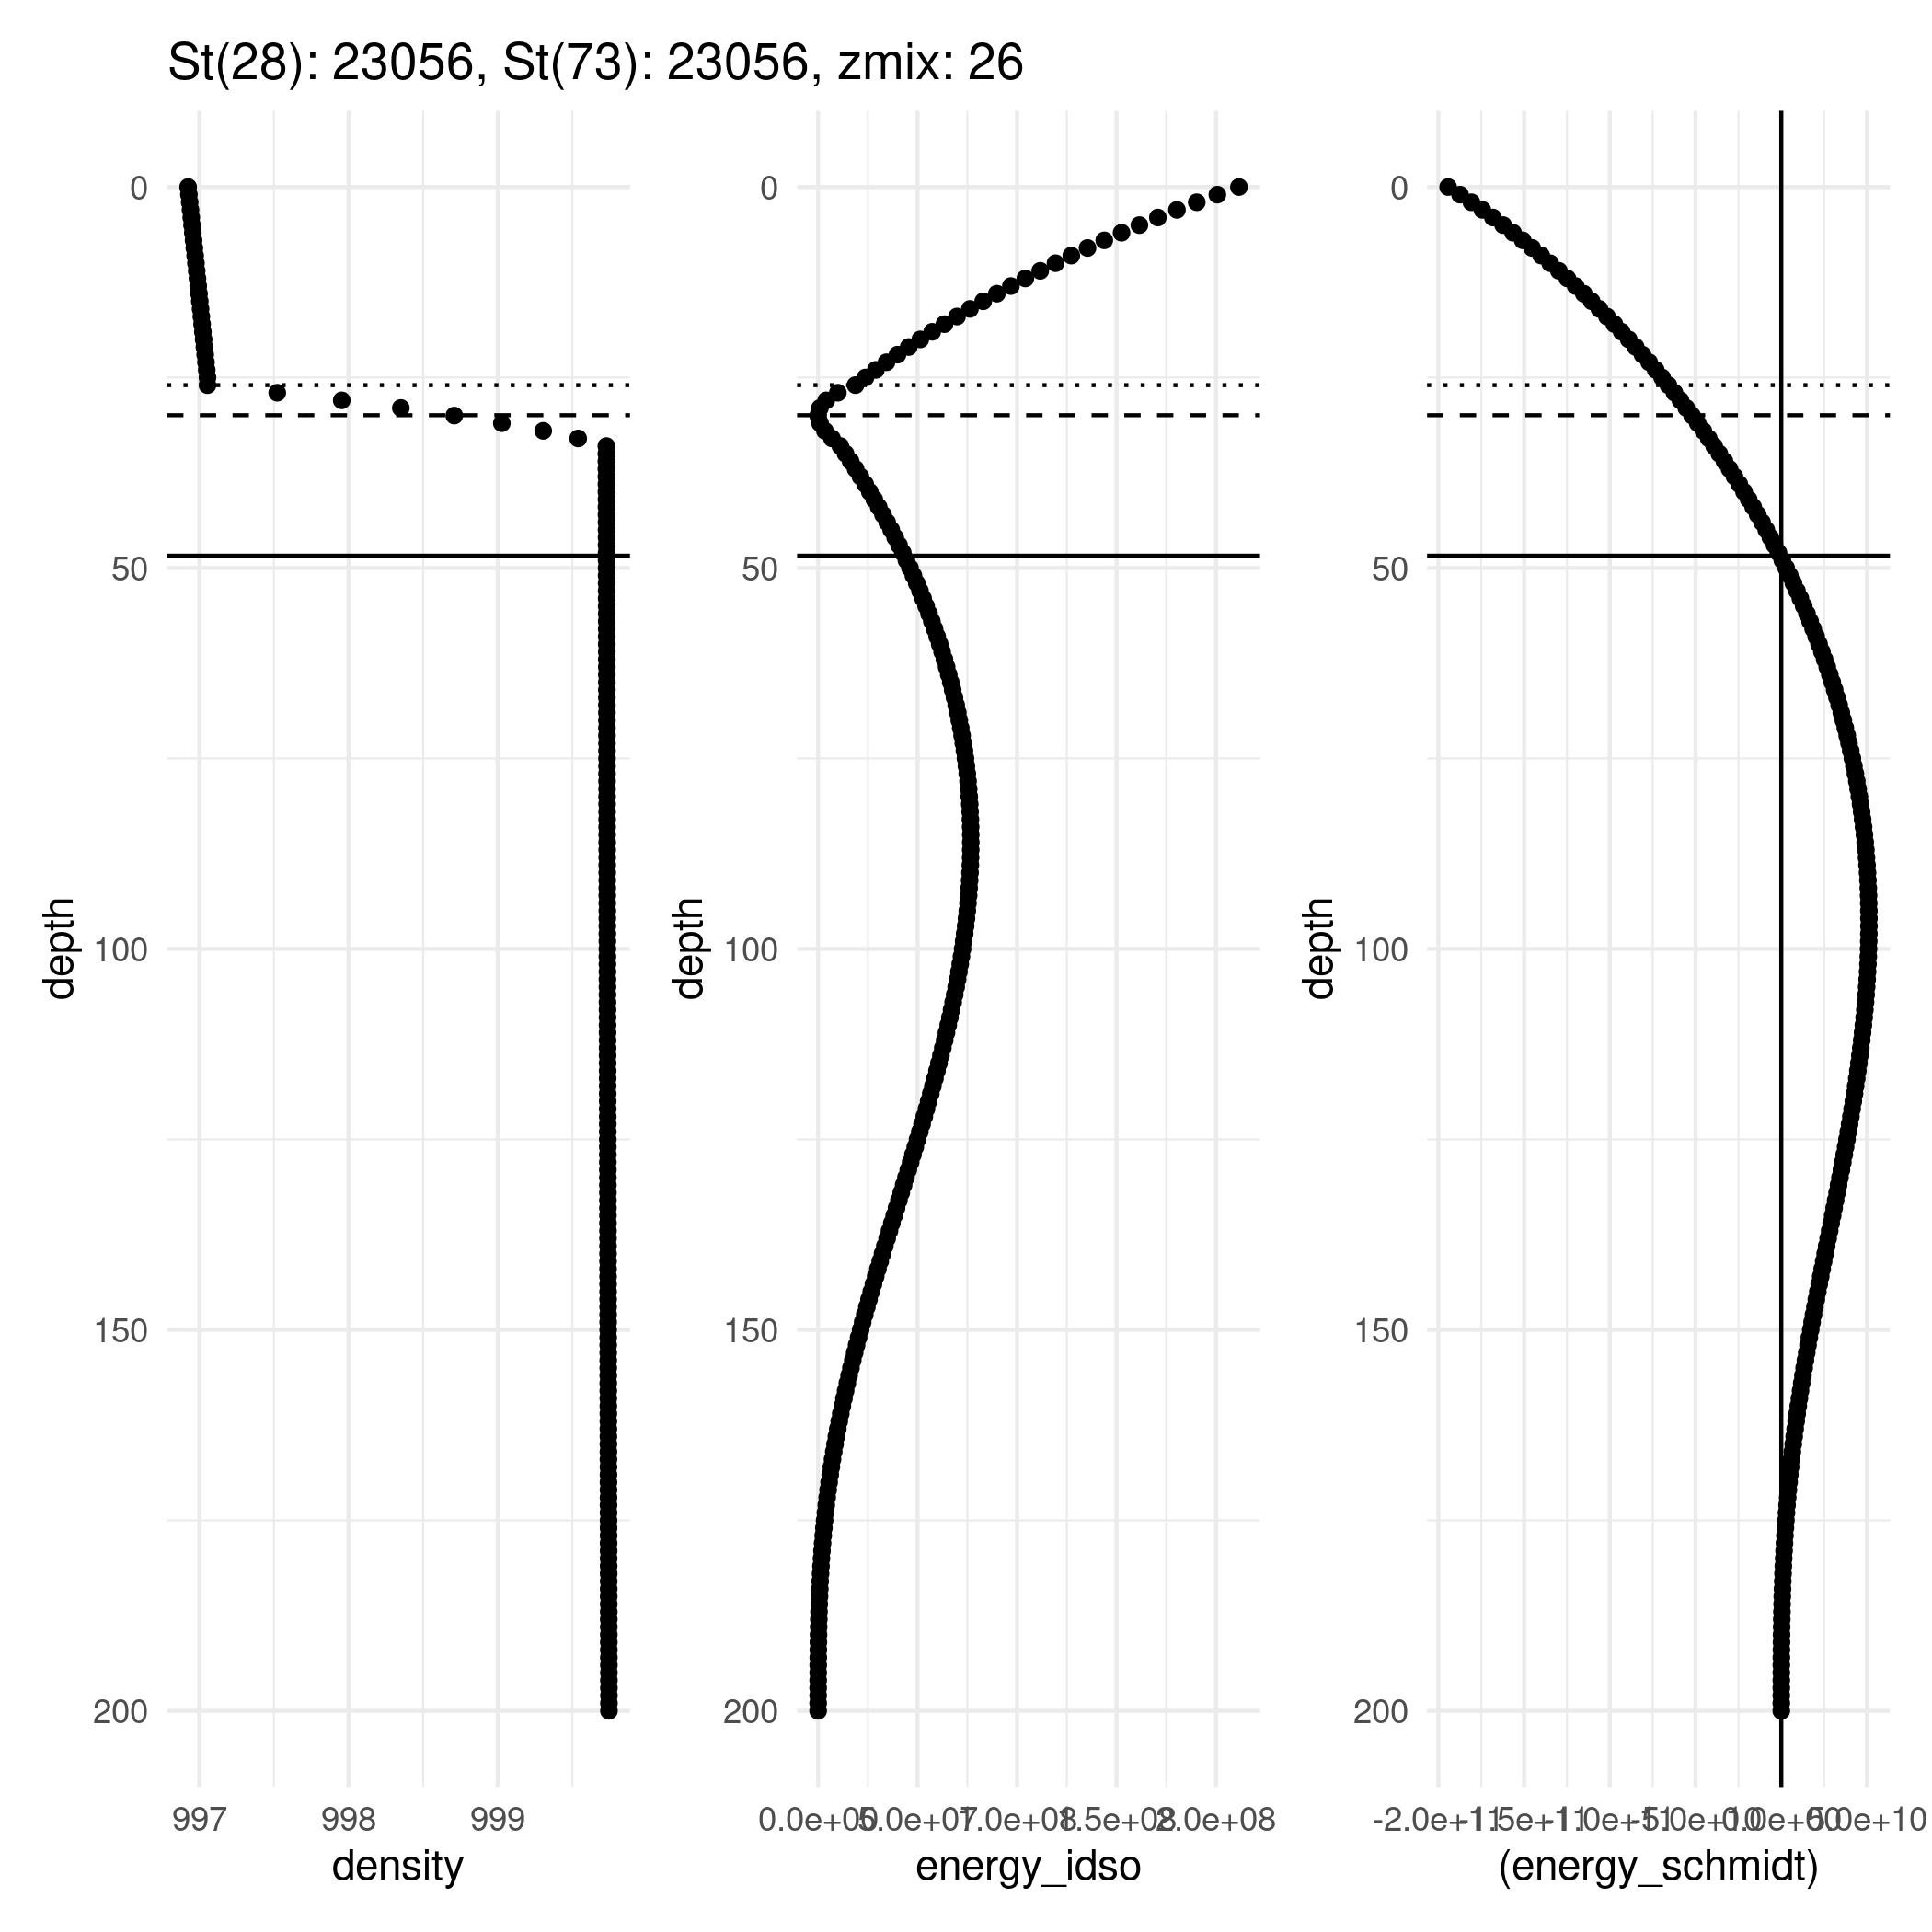 St(28): 23056, St(73): 23056, zmix: 26
0
50
100
150
200
depth
997 998 999
density
0
50
100
150
200
depth
0.0e+00 5.0e+07 1.0e+08 1.5e+08 2.0e+08
energy_idso
0
50
100
150
200
depth
-2.0e+11 -1.5e+11 -1.0e+11 -5.0e+10 0.0e+00 5.0e+10
(energy_schmidt)